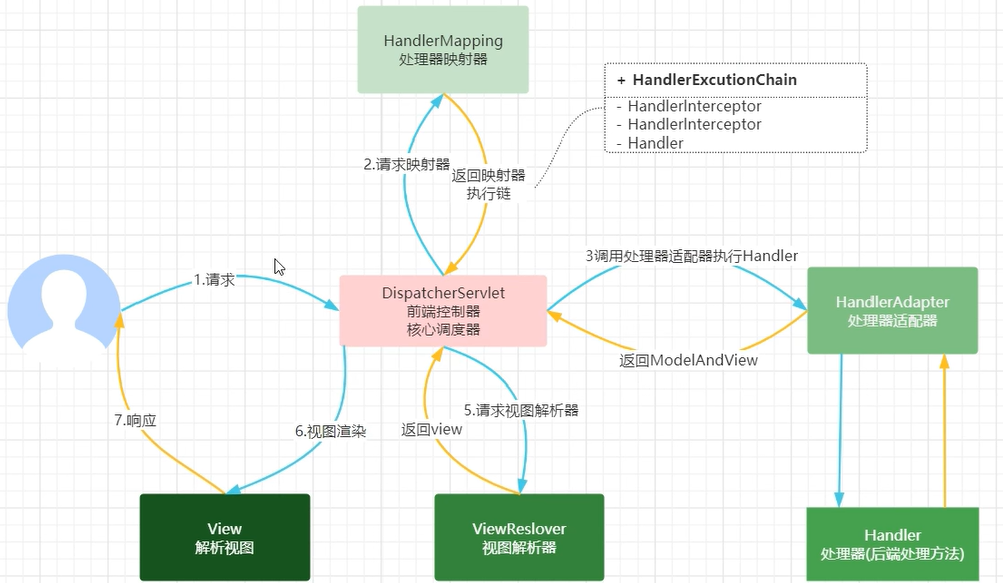 HandlerMapping
处理器映射器
+ HandlerExcutionChain
- HandlerInterceptor
- HandlerInterceptor
- Handler
2.请求映射器
返回映射器
执行链
3调用处理器适配器执行Handler
1.请求
DispatcherServlet
前端控制器
核心调度器
HandlerAdapter
处理器适配器
返回ModelAndView
7.响应
6.视图渲染
返回view
5.请求视图解析器
View
解析视图
ViewReslover
视图解析器
Handler
处理器(后端处理方法)